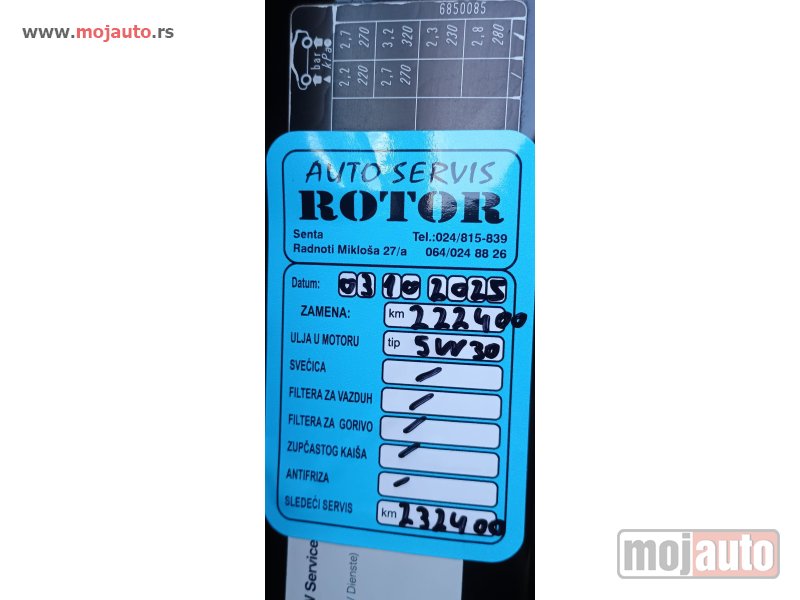 www.mojauto.rs
6850085
bar 2,7 3,2 2,3 2,8
kPa 270 320 230 280
2,2 2,7
220 270
AUTO SERVIS
ROTOR
Senta Tel.:024/815-839
Radnoti Mikloša 27/a 064/024 88 26
Datum: 03 10 2025
ZAMENA: km 222400
ULJA U MOTORU tip 5W30
SVEĆICA /
FILTERA ZA VAZDUH /
FILTERA ZA GORIVO /
ZUPČASTOG KAIŠA /
ANTIFRIZA /
SLEDEĆI SERVIS km 232400
Service
Dienste)
mojauto